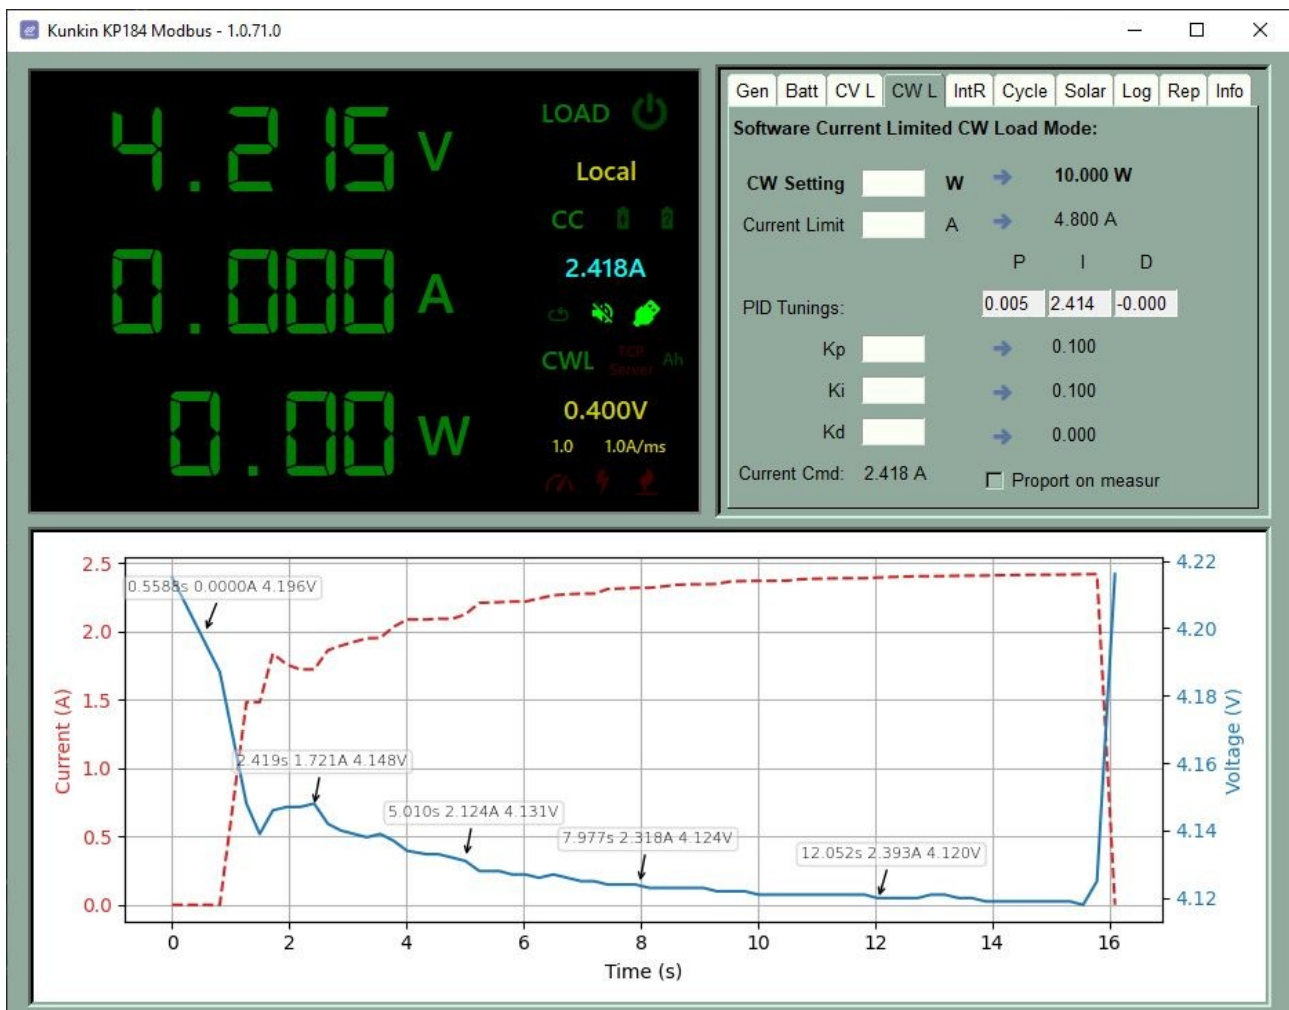 Kunkin KP184 Modbus - 1.0.71.0
4.215 V
0.000 A
0.00 W
LOAD
Local
CC
2.418A
CWL TCP Server Ah
0.400V
1.0 1.0A/ms
Gen Batt CV L CW L IntR Cycle Solar Log Rep Info
Software Current Limited CW Load Mode:
CW Setting W 10.000 W
Current Limit A 4.800 A
P I D
PID Tunings: 0.005 2.414 -0.000
Kp 0.100
Ki 0.100
Kd 0.000
Current Cmd: 2.418 A Proport on measur
2.5
2.0
1.5
1.0
0.5
0.0
Current (A)
0.5588s 0.0000A 4.196V
2.419s 1.721A 4.148V
5.010s 2.124A 4.131V
7.977s 2.318A 4.124V
12.052s 2.393A 4.120V
4.22
4.20
4.18
4.16
4.14
4.12
Voltage (V)
0 2 4 6 8 10 12 14 16
Time (s)